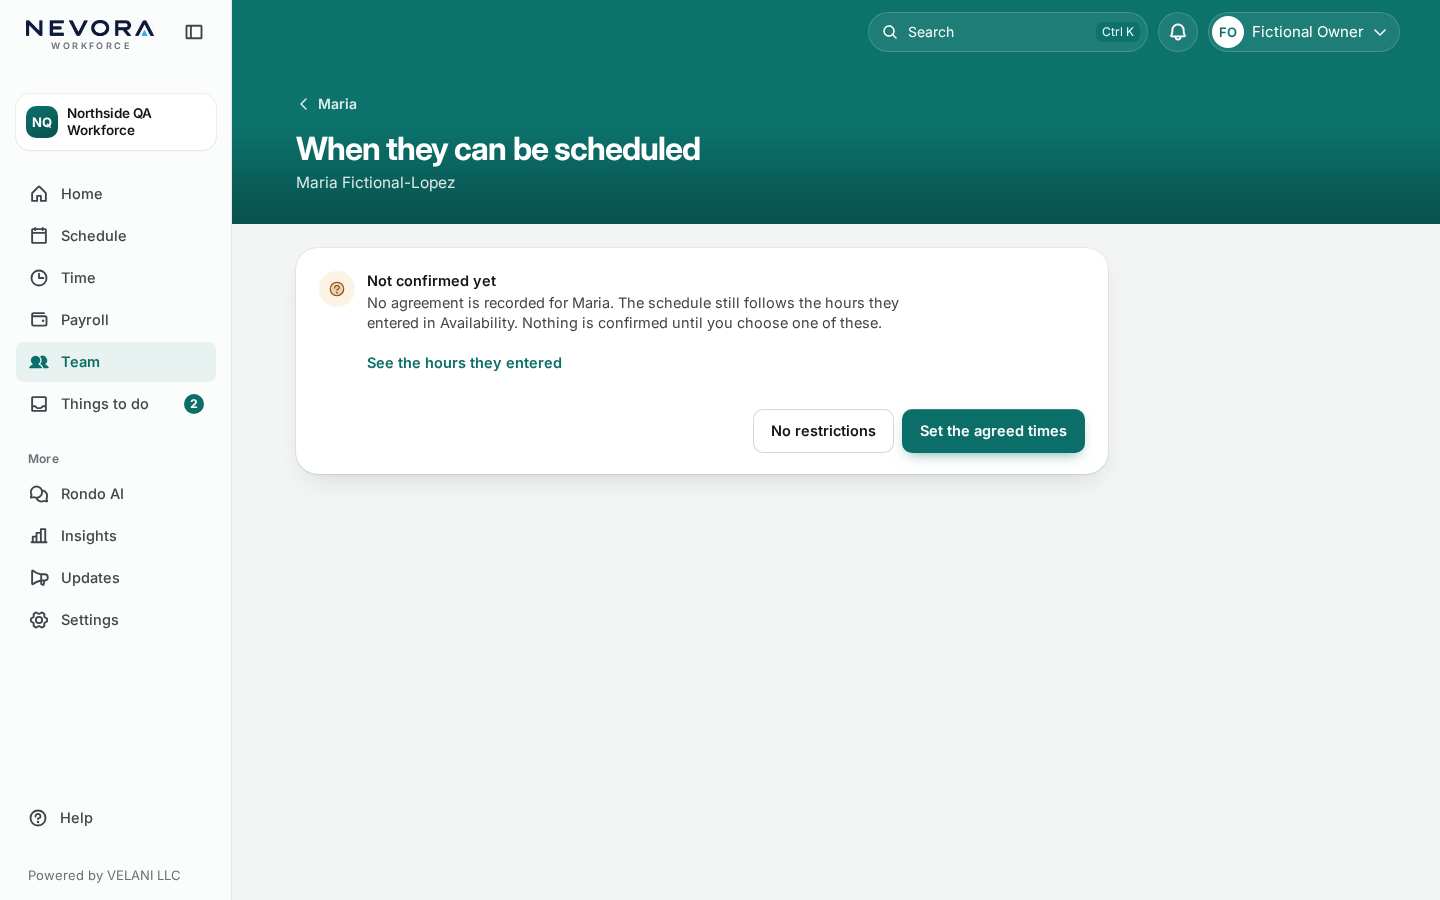 NEVORA
WORKFORCE
Search
Ctrl K
FO
Fictional Owner
NQ
Northside QA
Workforce
Home
Schedule
Time
Payroll
Team
Things to do
2
More
Rondo AI
Insights
Updates
Settings
Help
Powered by VELANI LLC
Maria
When they can be scheduled
Maria Fictional-Lopez
Not confirmed yet
No agreement is recorded for Maria. The schedule still follows the hours they
entered in Availability. Nothing is confirmed until you choose one of these.
See the hours they entered
No restrictions
Set the agreed times